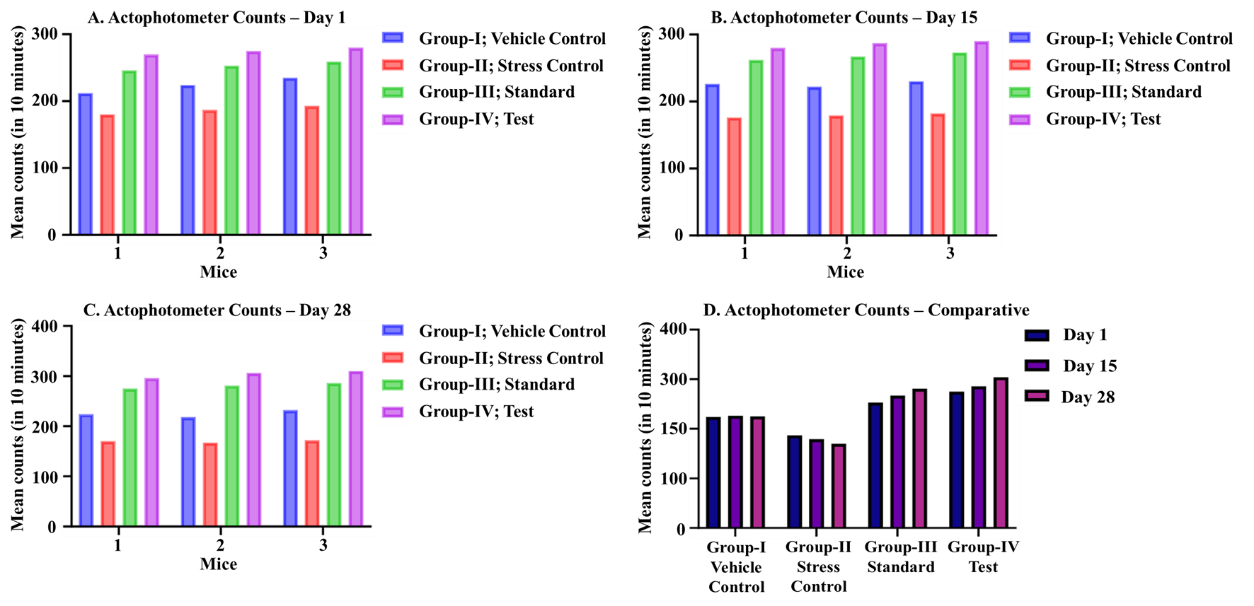 A. Actophotometer Counts – Day 1
Mean counts (in 10 minutes)
300
200
100
0
1
2
3
Mice
Group-I; Vehicle Control
Group-II; Stress Control
Group-III; Standard
Group-IV; Test
B. Actophotometer Counts – Day 15
Mean counts (in 10 minutes)
300
200
100
0
1
2
3
Mice
Group-I; Vehicle Control
Group-II; Stress Control
Group-III; Standard
Group-IV; Test
C. Actophotometer Counts – Day 28
Mean counts (in 10 minutes)
400
300
200
100
0
1
2
3
Mice
Group-I; Vehicle Control
Group-II; Stress Control
Group-III; Standard
Group-IV; Test
D. Actophotometer Counts – Comparative
Mean counts (in 10 minutes)
400
300
150
100
0
Group-I
Vehicle
Control
Group-II
Stress
Control
Group-III
Standard
Group-IV
Test
Day 1
Day 15
Day 28